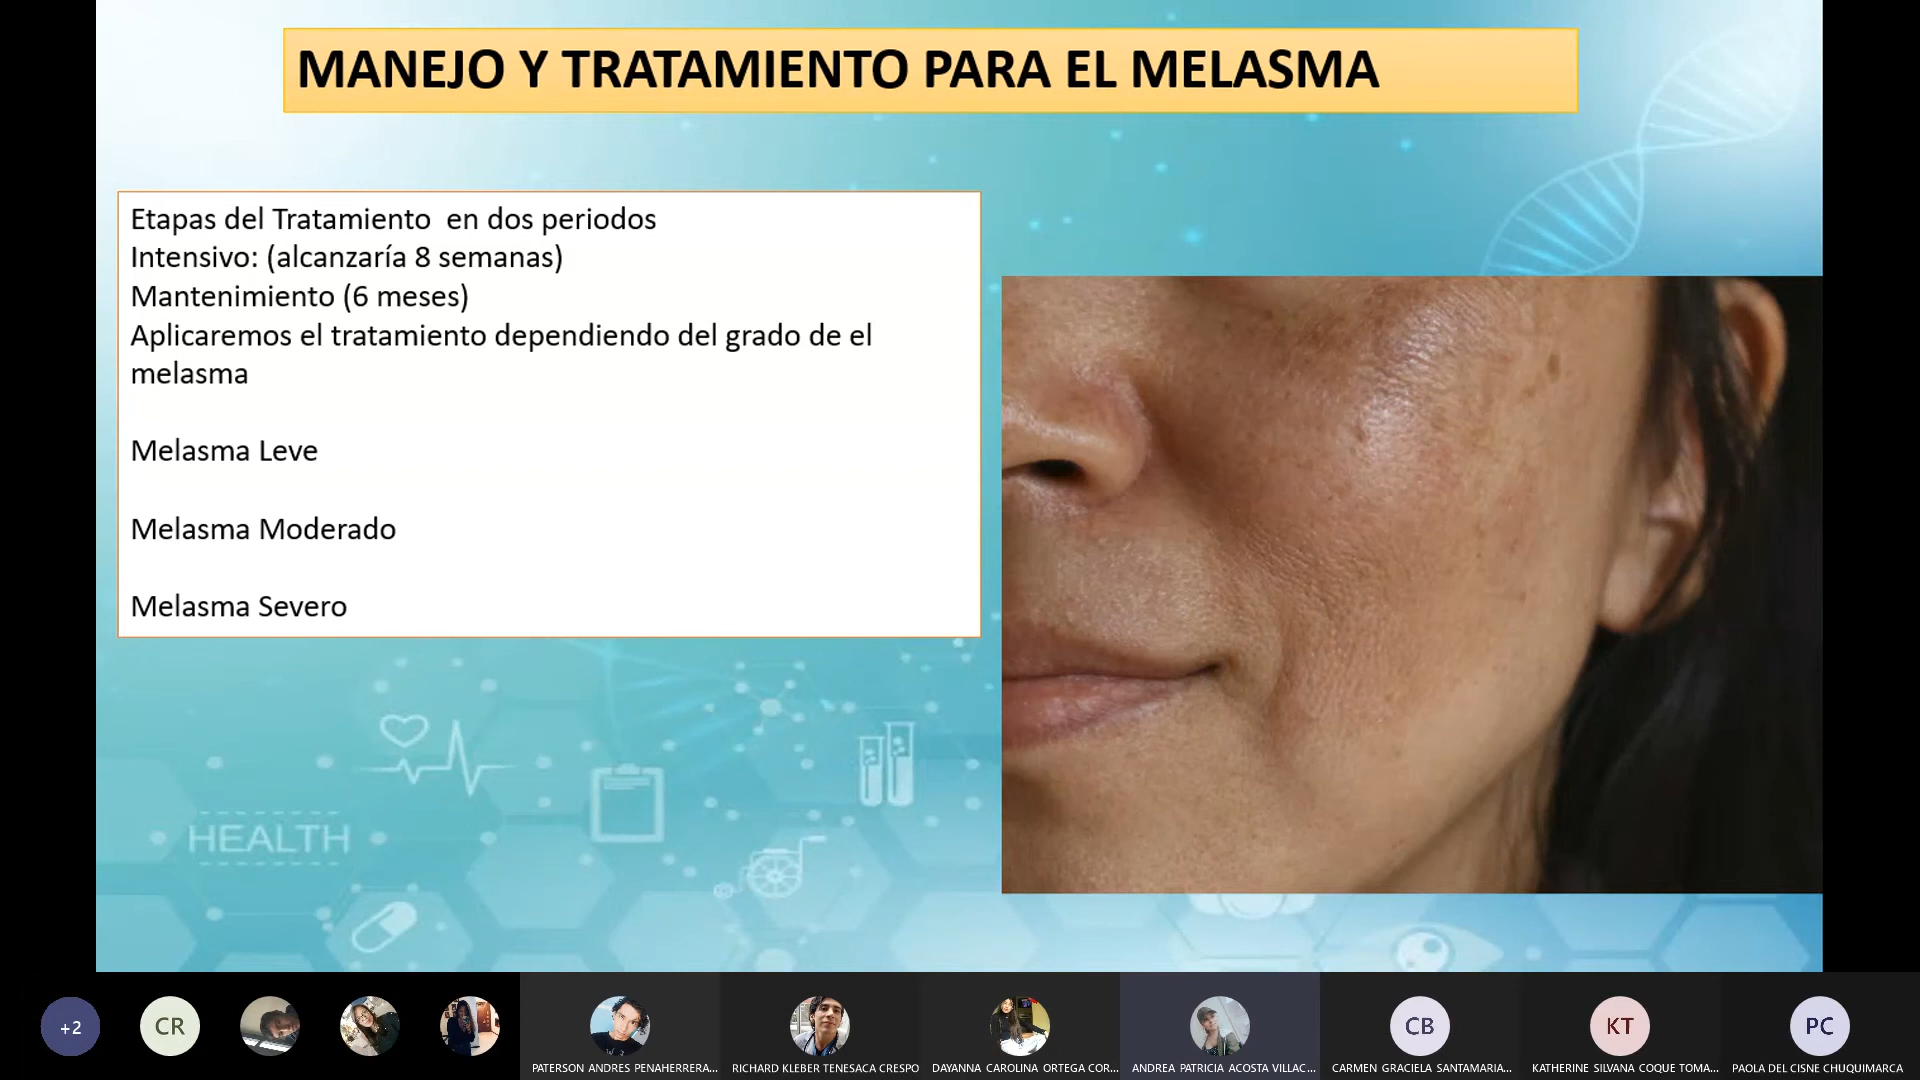 MANEJO Y TRATAMIENTO PARA EL MELASMA
Etapas del Tratamiento en dos periodos
Intensivo: (alcanzaría 8 semanas)
Mantenimiento (6 meses)
Aplicaremos el tratamiento dependiendo del grado de el
melasma
Melasma Leve
Melasma Moderado
Melasma Severo
HEALTH
+2
CR
CB
KT
PC
PATERSON ANDRES PENAHERRERA...
RICHARD KLEBER TENESACA CRESPO
DAYANNA CAROLINA ORTEGA COR...
ANDREA PATRICIA ACOSTA VILLAC...
CARMEN GRACIELA SANTAMARIA...
KATHERINE SILVANA COQUE TOMA...
PAOLA DEL CISNE CHUQUIMARCA